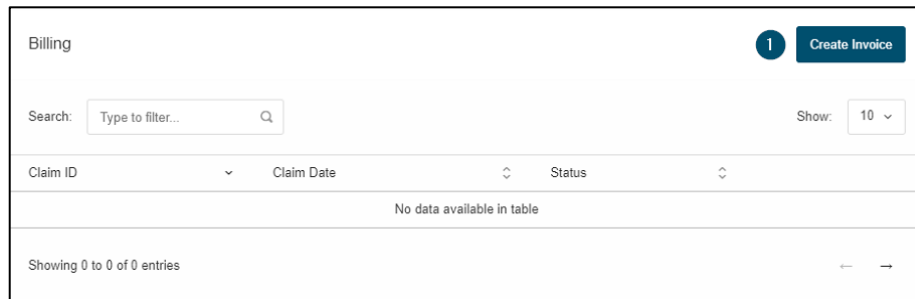 Billing
1 Create Invoice
Search: Type to filter... Show: 10
Claim ID Claim Date Status
No data available in table
Showing 0 to 0 of 0 entries ← →